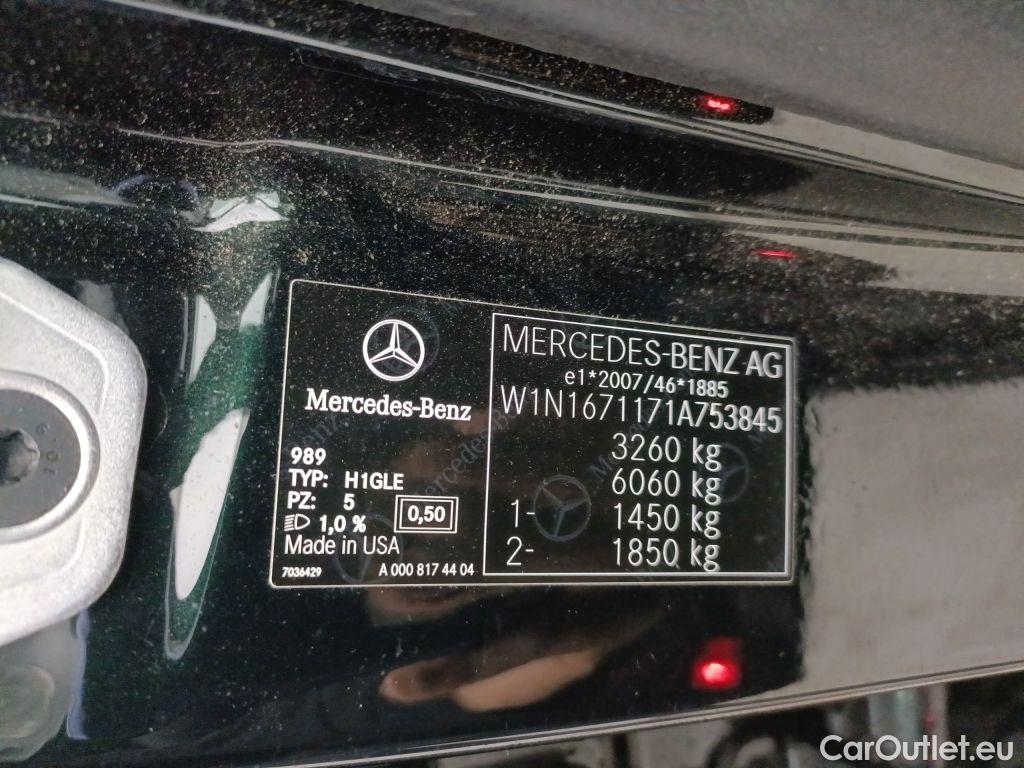 Mercedes-Benz
989
TYP: H1GLE
PZ: 5
1,0 %
0,50
Made in USA
7036429 A 000 817 44 04
MERCEDES-BENZ AG
e1*2007/46*1885
W1N1671171A753845
3260 kg
6060 kg
1- 1450 kg
2- 1850 kg
CarOutlet.eu